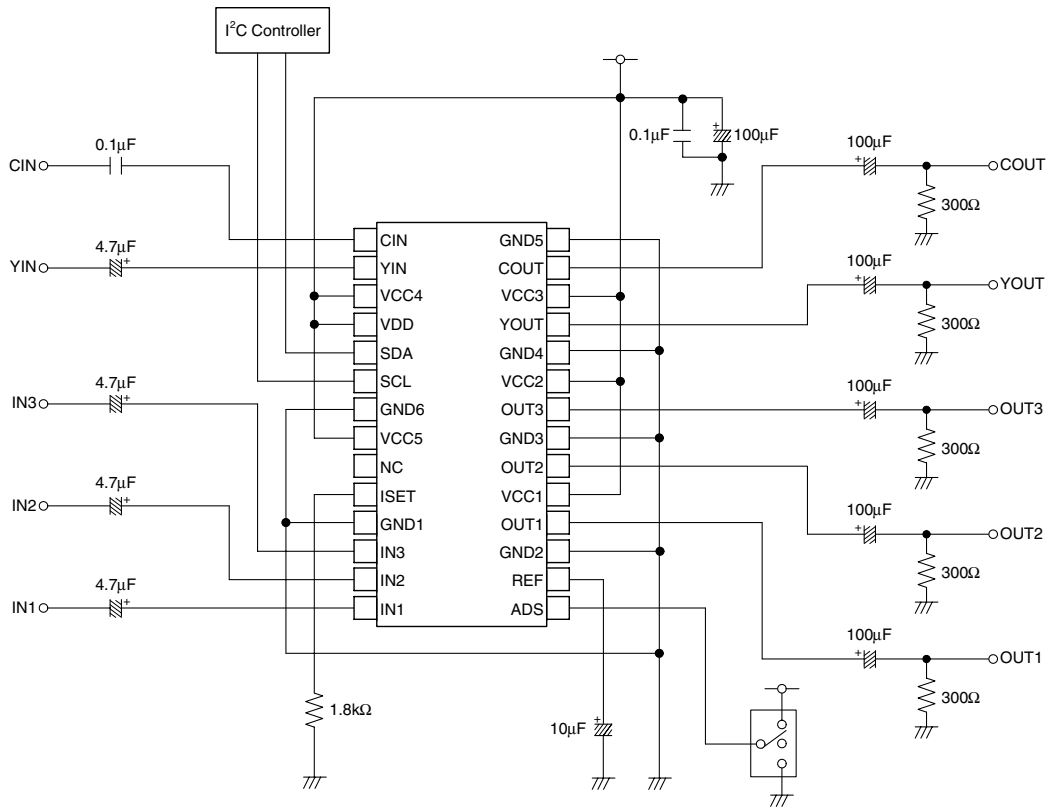 I²C Controller
0.1µF
CIN
4.7µF
YIN
4.7µF
IN3
4.7µF
IN2
4.7µF
IN1
CIN
YIN
VCC4
VDD
SDA
SCL
GND6
VCC5
NC
ISET
GND1
IN3
IN2
IN1
GND5
COUT
VCC3
YOUT
GND4
VCC2
OUT3
GND3
OUT2
VCC1
OUT1
GND2
REF
ADS
0.1µF
+
100µF
100µF
+
COUT
300Ω
100µF
+
YOUT
300Ω
100µF
+
OUT3
300Ω
100µF
+
OUT2
300Ω
100µF
+
OUT1
300Ω
1.8kΩ
10µF
+